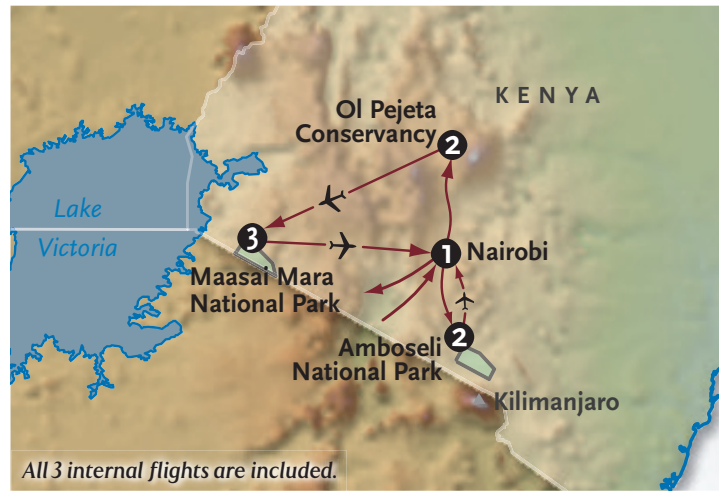 KENYA
Ol Pejeta
Conservancy
2
Lake
Victoria
3
1
Nairobi
Maasai Mara
National Park
2
Amboseli
National Park
Kilimanjaro
All 3 internal flights are included.